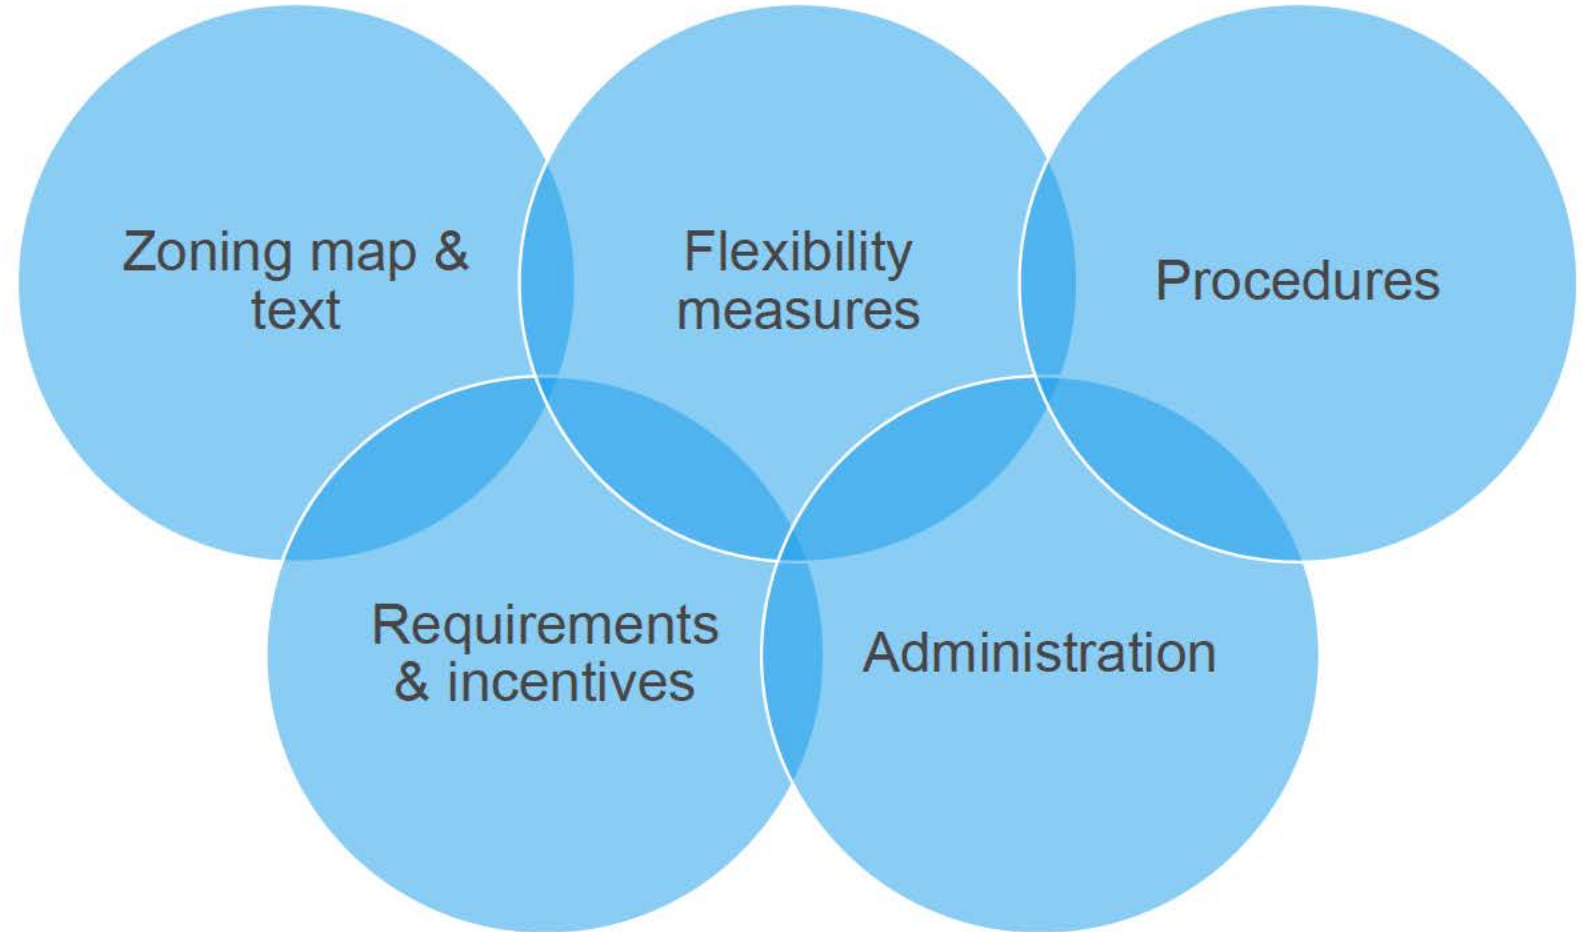 Zoning map &
text
Flexibility
measures
Procedures
Requirements
& incentives
Administration